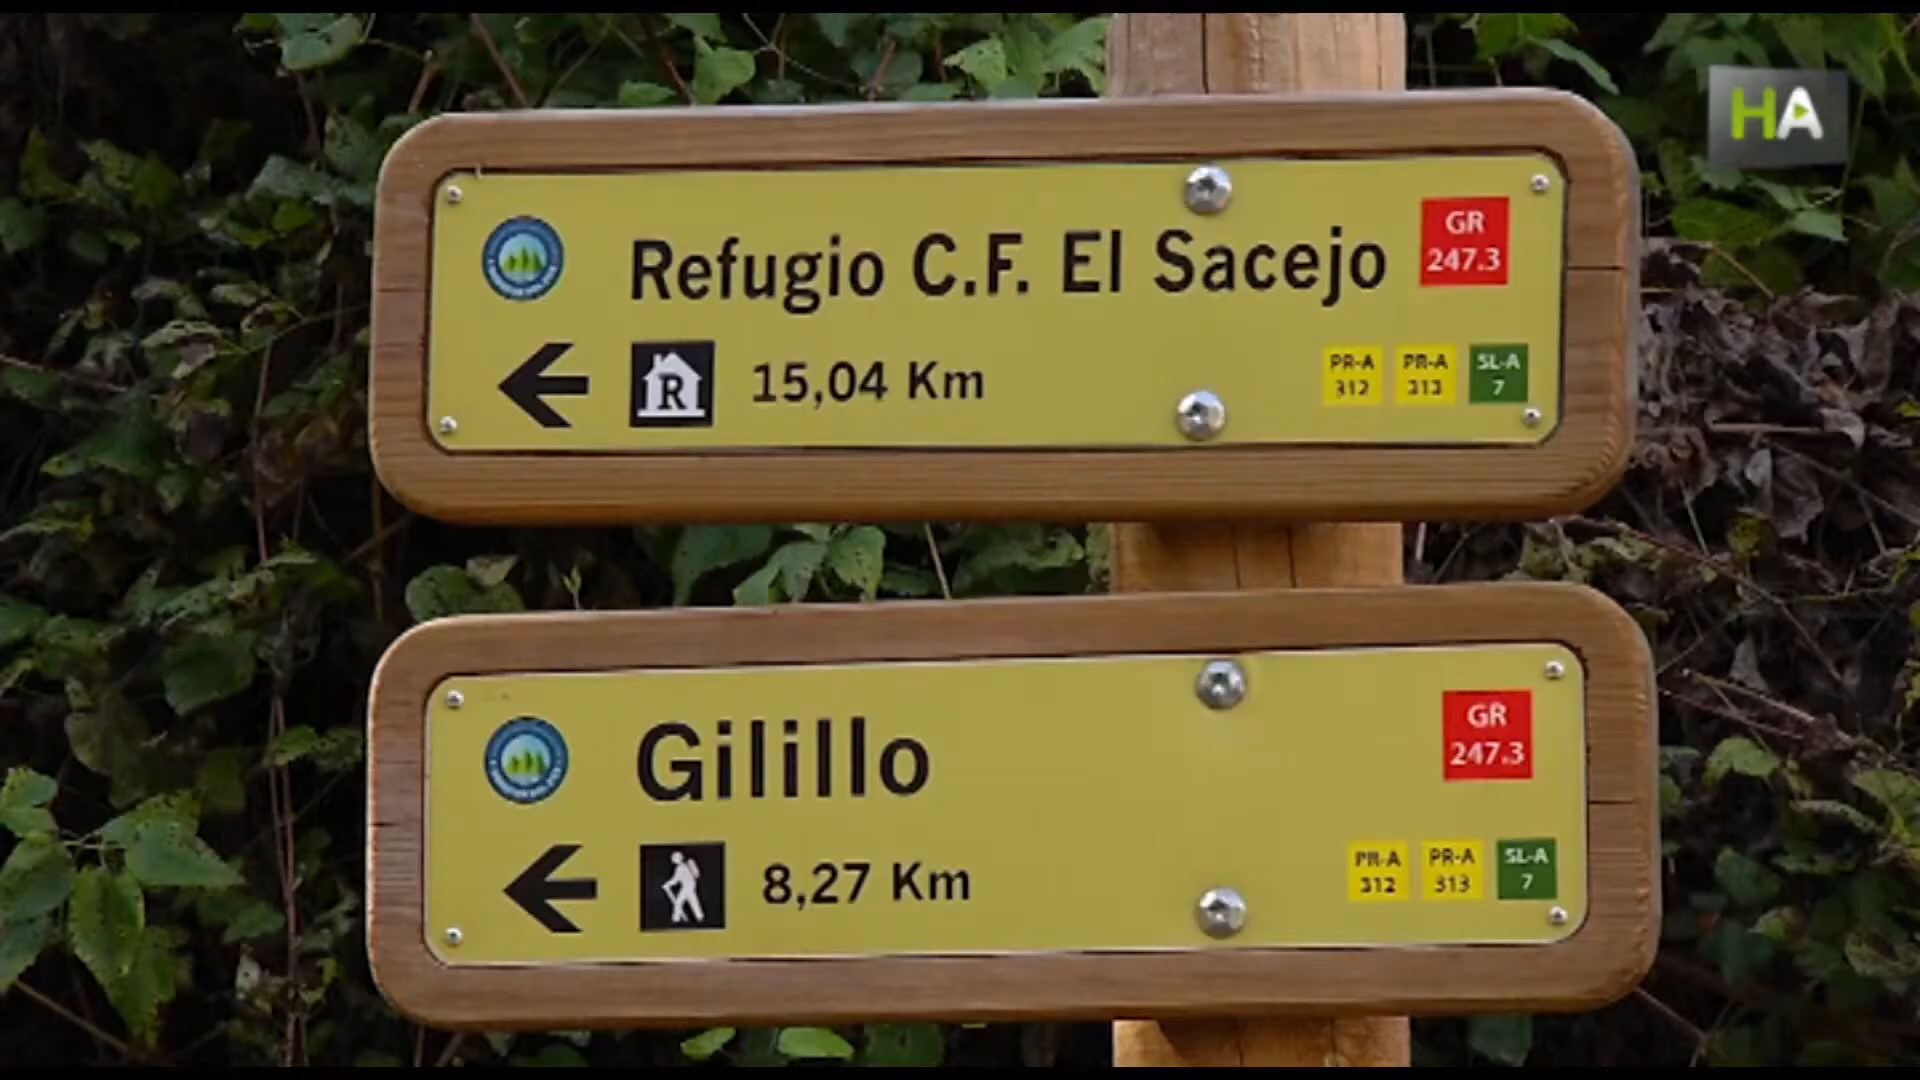 HA
Refugio C.F. El Sacejo
GR
247.3
R
15,04 Km
PR-A
312
PR-A
313
SL-A
7
Gilillo
GR
247.3
8,27 Km
PR-A
312
PR-A
313
SL-A
7